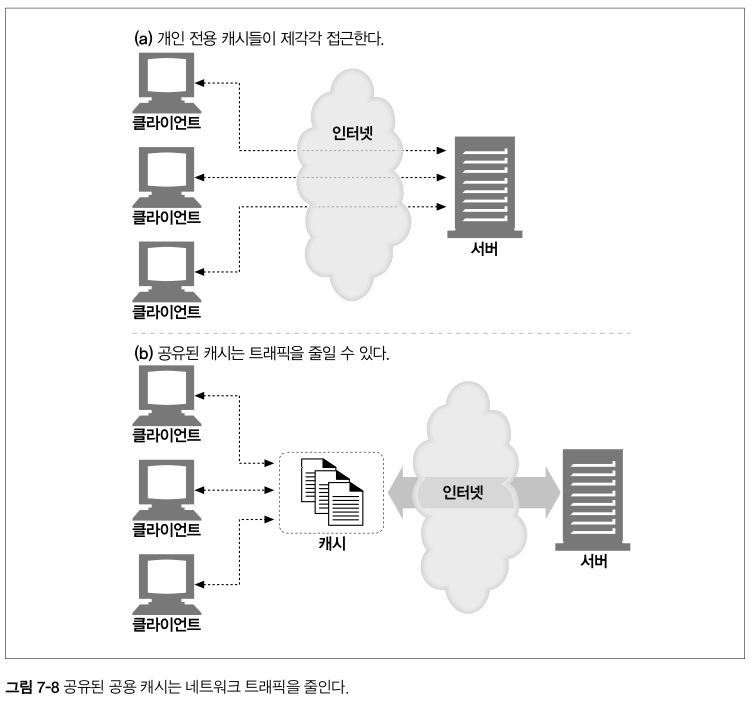 (a) 개인 전용 캐시들이 제각각 접근한다.
클라이언트
인터넷
클라이언트
서버
클라이언트
(b) 공유된 캐시는 트래픽을 줄일 수 있다.
클라이언트
클라이언트
인터넷
캐시
서버
클라이언트
그림 7-8 공유된 공용 캐시는 네트워크 트래픽을 줄인다.